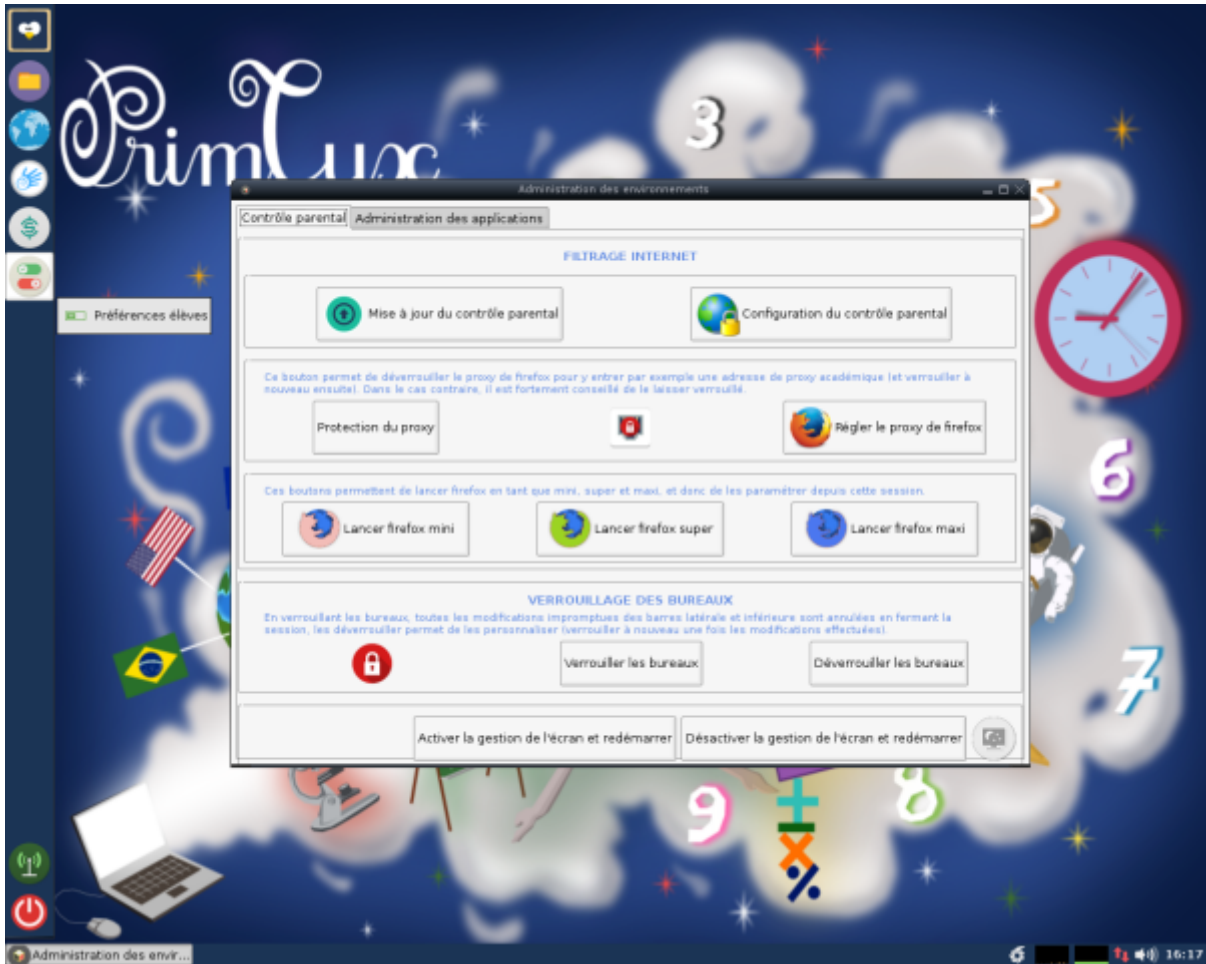 PrimTux
3
Administration des environnements
5
Contrôle parental Administration des applications
FILTRAGE INTERNET
Préférences élèves
Mise à jour du contrôle parental
Configuration du contrôle parental
Ce bouton permet de déverrouiller le proxy de firefox pour y entrer par exemple une adresse de proxy académique (et verrouiller à
nouveau ensuite). Dans le cas contraire, il est fortement conseillé de le laisser verrouillé.
Protection du proxy
Régler le proxy de firefox
6
Ces boutons permettent de lancer firefox en tant que mini, super et maxi, et donc de les paramétrer depuis cette session.
Lancer firefox mini
Lancer firefox super
Lancer firefox maxi
VERROUILLAGE DES BUREAUX
En verrouillant les bureaux, toutes les modifications impromptues des barres latérale et inférieure sont annulées en fermant la
session, les déverrouiller permet de les personnaliser (verrouiller à nouveau une fois les modifications effectuées).
Verrouiller les bureaux
Déverrouiller les bureaux
7
Activer la gestion de l'écran et redémarrer
Désactiver la gestion de l'écran et redémarrer
9
8
%
Administration des envir...
16:17